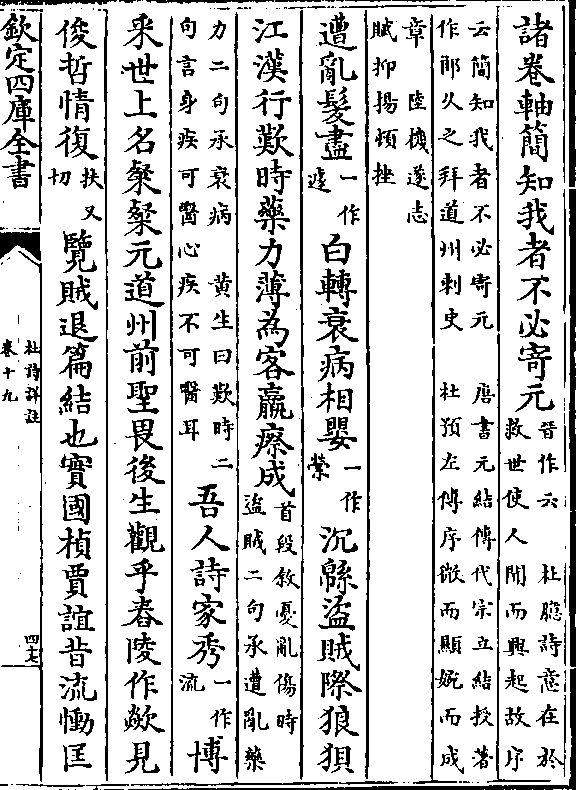 諸卷軸簡知我者不必寄元晉作云 杜臆詩意在於救世使人聞而興起故序
云簡知我者不必寄元 唐書元結傳代宗立結授著作郎久之拜道州刺史 杜預左傳序微而顯婉而成
章 陸機遂志賦抑揚頓挫
遭亂髮盡一作遽白轉衰病相嬰一作縈沉綿盜賊際狼狽
江漢行歎時藥力薄為客羸瘵成首段敘憂亂傷時盜賊二句承遭亂藥
力二句承衰病 黃生曰歎時二句言身疾可醫心疾不可醫耳 吾人詩家秀一作流博
采世上名粲粲元道州前聖畏後生觀乎舂陵作歘見
俊哲情復扶又切覽賊退篇結也實國楨賈誼昔流慟匡
欽定四庫全書
杜詩詳註
卷十九
四七